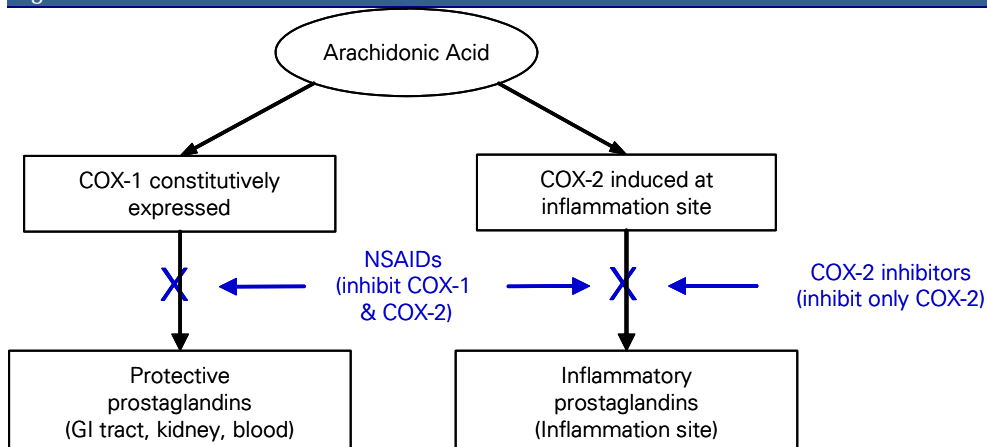 Arachidonic Acid
COX-1 constitutively
expressed
COX-2 induced at
inflammation site
NSAIDs
(inhibit COX-1
& COX-2)
X
X
COX-2 inhibitors
(inhibit only COX-2)
Protective
prostaglandins
(GI tract, kidney, blood)
Inflammatory
prostaglandins
(Inflammation site)